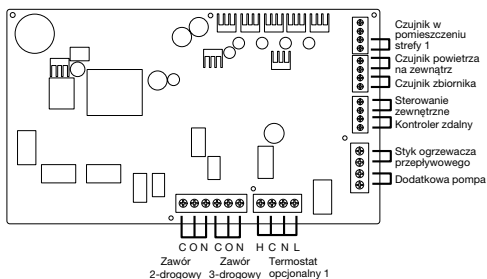 Czujnik w
pomieszczeniu
strefy 1
Czujnik powietrza
na zewnątrz
Czujnik zbiornika
Sterowanie
zewnętrzne
Kontroler zdalny
Styk ogrzewacza
przepływowego
Dodatkowa pompa
C O N C O N H C N L
Zawór Zawór Termostat
2-drogowy 3-drogowy opcjonalny 1